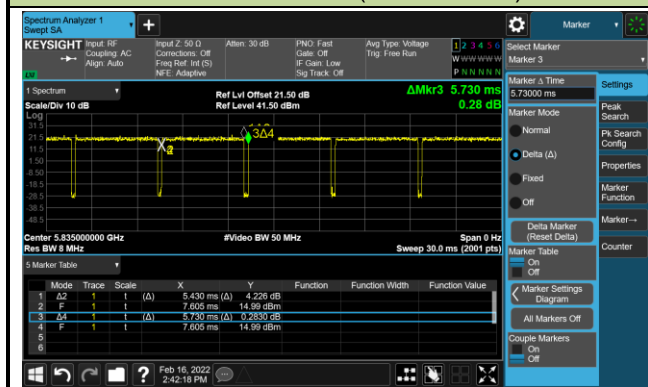 Spectrum Analyzer 1
Swept SA
Marker
KEYSIGHT
Input: RF
Coupling: AC
Align: Auto
Input Z: 50 Ω
Corrections: Off
Freq Ref: Int (S)
NFE: Adaptive
Atten: 30 dB
PNO: Fast
Gate: Off
IF Gain: Low
Sig Track: Off
Avg Type: Voltage
Trig: Free Run
1 2 3 4 5 6
W W W W W W
P N N N N N
Select Marker
Marker 3
1 Spectrum
Scale/Div 10 dB
Log
Ref Lvl Offset 21.50 dB
Ref Level 41.50 dBm
ΔMkr3 5.730 ms
0.28 dB
31.5
21.5
11.5
1.50
-8.50
-18.5
-28.5
-38.5
-48.5
3Δ4
Center 5.835000000 GHz
Res BW 8 MHz
#Video BW 50 MHz
Span 0 Hz
Sweep 30.0 ms (2001 pts)
5 Marker Table
Mode Trace Scale X Y Function Function Width Function Value
1 Δ2 1 t (Δ) 5.430 ms (Δ) 4.226 dB
2 F 1 t 7.605 ms 14.99 dBm
3 Δ4 1 t (Δ) 5.730 ms (Δ) 0.2830 dB
4 F 1 t 7.605 ms 14.99 dBm
5
6
Marker Δ Time
5.73000 ms
Marker Mode
Normal
Delta (Δ)
Fixed
Off
Delta Marker
(Reset Delta)
Marker Table
On
Off
Marker Settings
Diagram
All Markers Off
Couple Markers
On
Off
Settings
Peak
Search
Pk Search
Config
Properties
Marker
Function
Marker→
Counter
Feb 16, 2022
2:42:18 PM